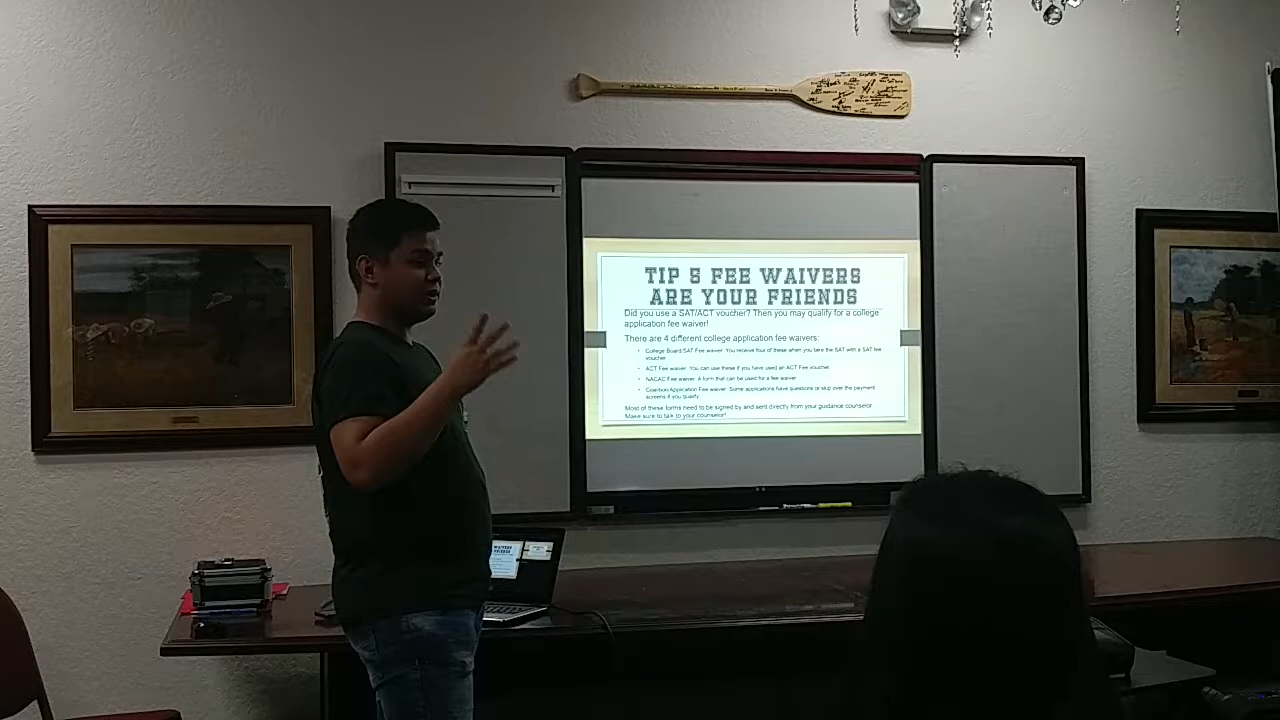 TIP 5 FEE WAIVERS
ARE YOUR FRIENDS
Did you use a SAT/ACT voucher? Then you may qualify for a college
application fee waiver!
There are 4 different college application fee waivers:
• College Board/SAT Fee waiver: You receive four of these when you take the SAT with a SAT fee
voucher
• ACT Fee waiver: You can use these if you have used an ACT Fee voucher
• NACAC Fee waiver: A form that can be used for a fee waiver
• Coalition Application Fee waiver: Some applications have questions or skip over the payment
screens if you qualify
Most of these forms need to be signed by and sent directly from your guidance counselor
Make sure to talk to your counselor!